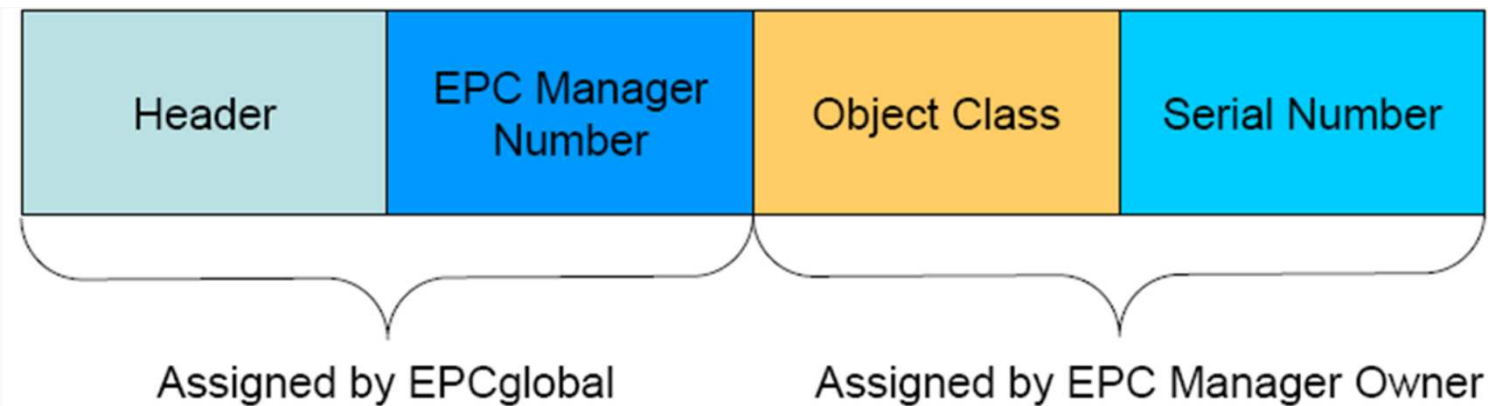 Header
EPC Manager
Number
Object Class
Serial Number
Assigned by EPCglobal
Assigned by EPC Manager Owner